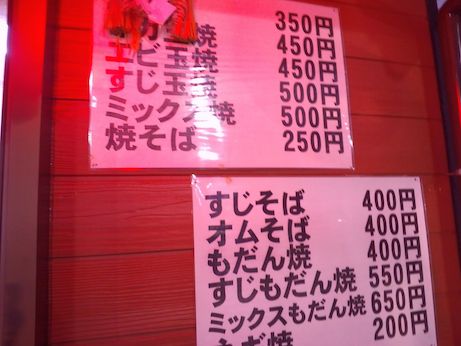 350円
カ玉焼 450円
エビ玉焼 450円
すじ玉焼 500円
ミックス焼 500円
焼そば 250円
すじそば 400円
オムそば 400円
もだん焼 400円
すじもだん焼 550円
ミックスもだん焼 650円
焼 200円